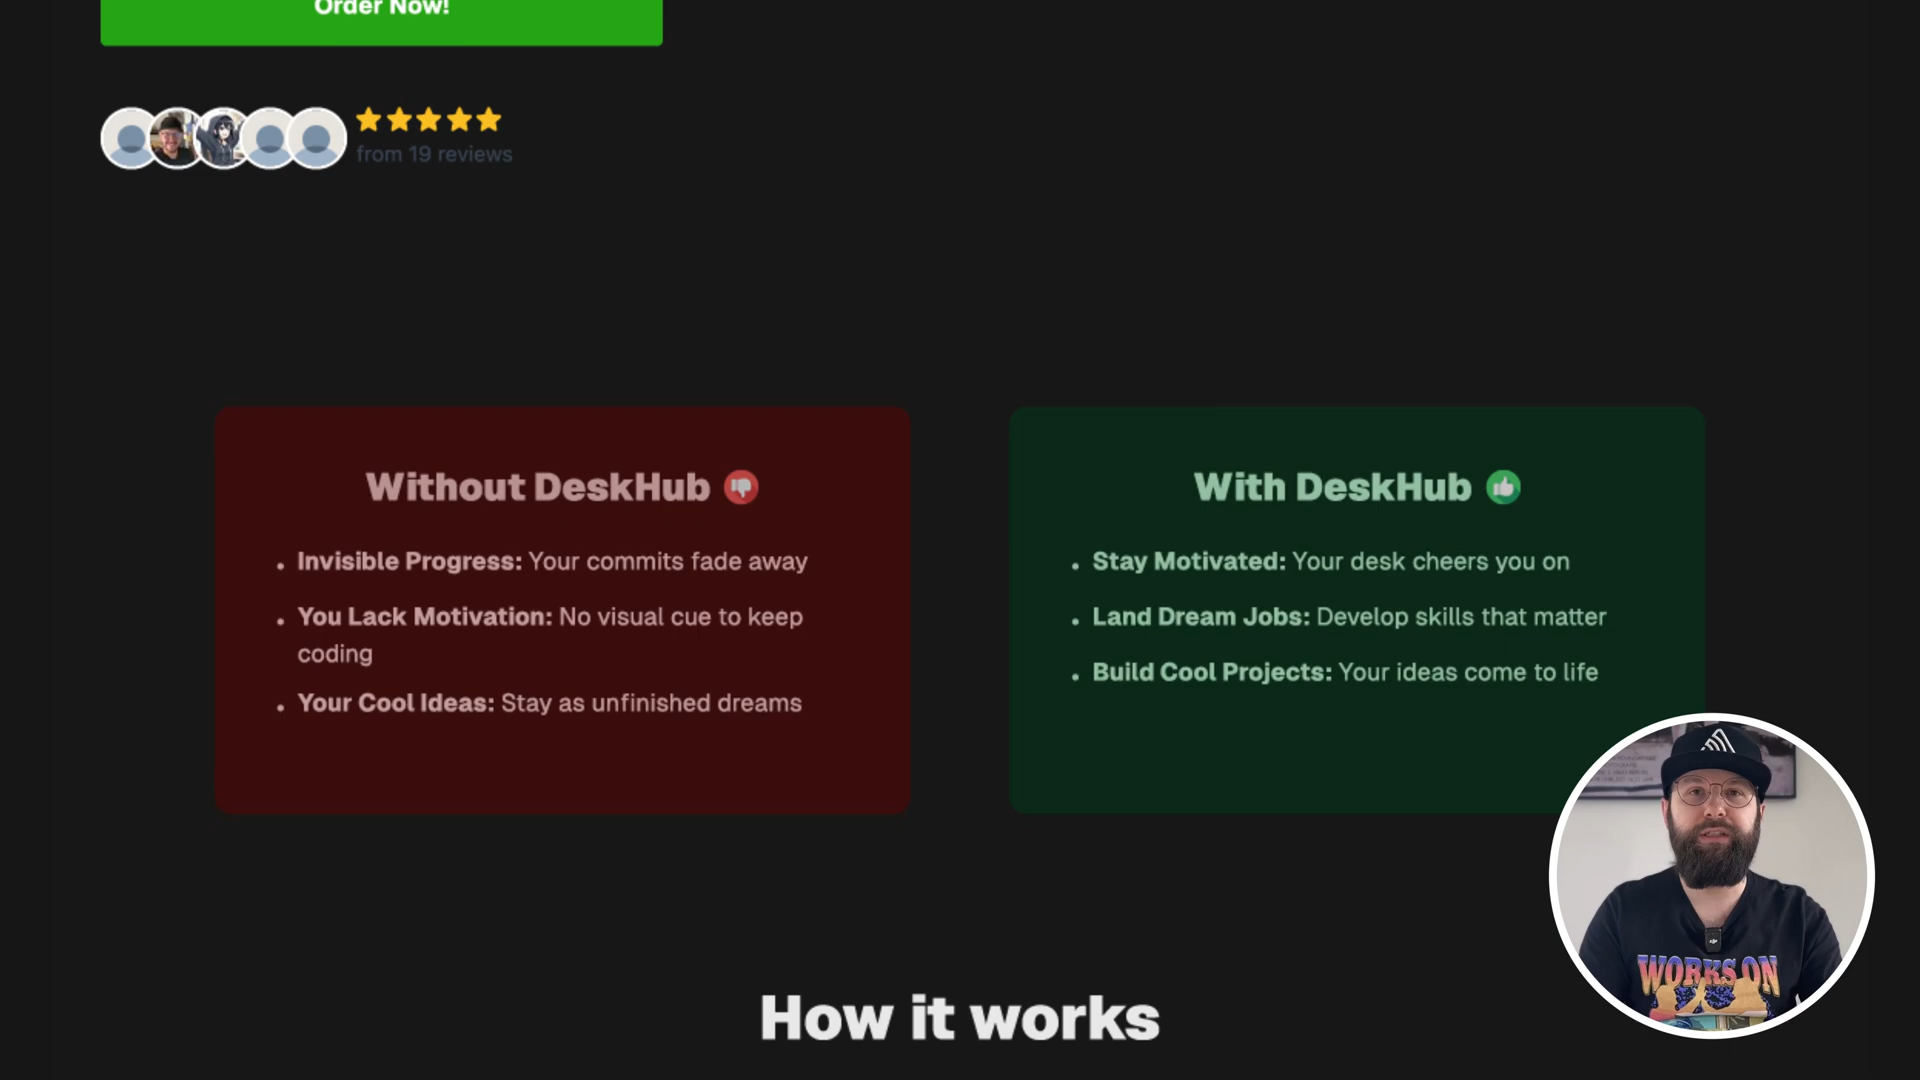 Order Now!
from 19 reviews
Without DeskHub
• Invisible Progress: Your commits fade away
• You Lack Motivation: No visual cue to keep
coding
• Your Cool Ideas: Stay as unfinished dreams
With DeskHub
• Stay Motivated: Your desk cheers you on
• Land Dream Jobs: Develop skills that matter
• Build Cool Projects: Your ideas come to life
WORKS ON
How it works